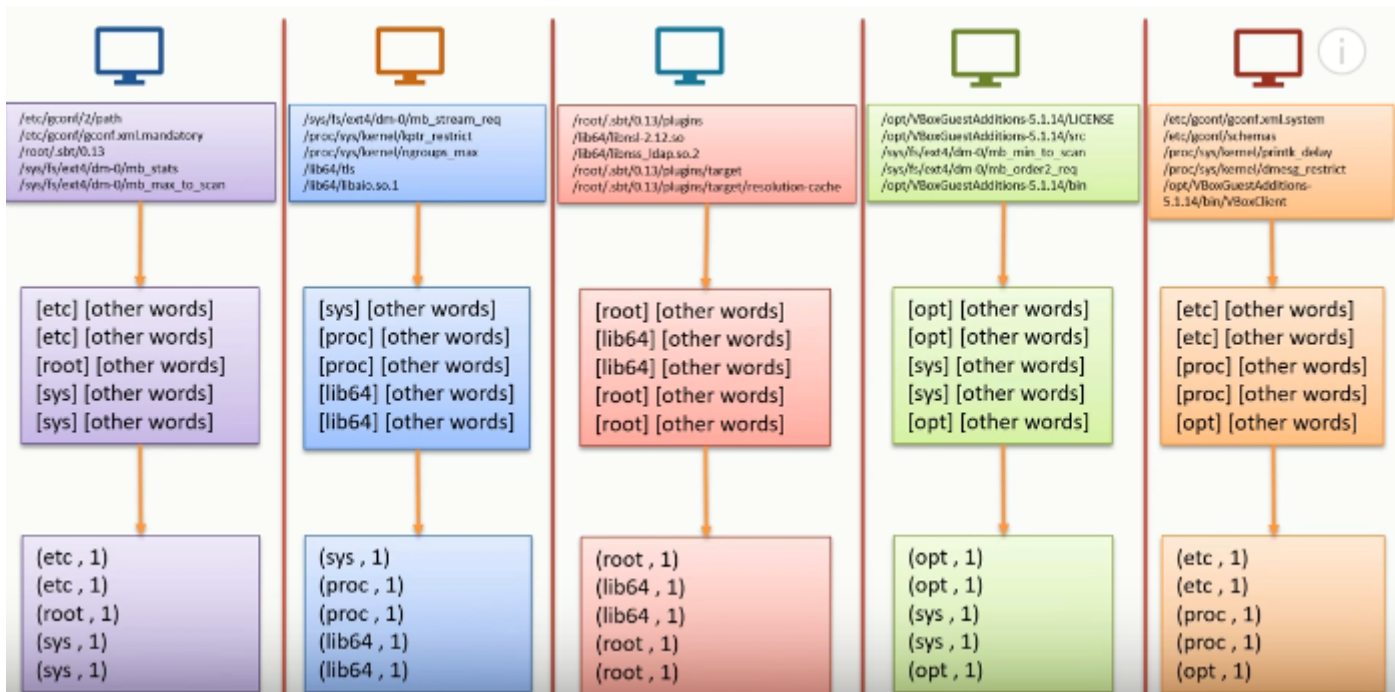 /etc/gconf/2/path
/etc/gconf/gconf.xml.mandatory
/root/.sbt/0.13
/sys/fs/ext4/dm-0/mb_stats
/sys/fs/ext4/dm-0/mb_max_to_scan
/sys/fs/ext4/dm-0/mb_stream_req
/proc/sys/kernel/kptr_restrict
/proc/sys/kernel/ngroups_max
/lib64/tls
/lib64/libaio.so.1
/root/.sbt/0.13/plugins
/lib64/libnsl-2.12.so
/lib64/libnss_ldap.so.2
/root/.sbt/0.13/plugins/target
/root/.sbt/0.13/plugins/target/resolution-cache
/opt/VBoxGuestAdditions-5.1.14/LICENSE
/opt/VBoxGuestAdditions-5.1.14/src
/sys/fs/ext4/dm-0/mb_min_to_scan
/sys/fs/ext4/dm-0/mb_order2_req
/opt/VBoxGuestAdditions-5.1.14/bin
/etc/gconf/gconf.xml.system
/etc/gconf/schemas
/proc/sys/kernel/printk_delay
/proc/sys/kernel/dmesg_restrict
/opt/VBoxGuestAdditions-
5.1.14/bin/VBoxClient
[etc] [other words]
[etc] [other words]
[root] [other words]
[sys] [other words]
[sys] [other words]
[sys] [other words]
[proc] [other words]
[proc] [other words]
[lib64] [other words]
[lib64] [other words]
[root] [other words]
[lib64] [other words]
[lib64] [other words]
[root] [other words]
[root] [other words]
[opt] [other words]
[opt] [other words]
[sys] [other words]
[sys] [other words]
[opt] [other words]
[etc] [other words]
[etc] [other words]
[proc] [other words]
[proc] [other words]
[opt] [other words]
(etc , 1)
(etc , 1)
(root , 1)
(sys , 1)
(sys , 1)
(sys , 1)
(proc , 1)
(proc , 1)
(lib64 , 1)
(lib64 , 1)
(root , 1)
(lib64 , 1)
(lib64 , 1)
(root , 1)
(root , 1)
(opt , 1)
(opt , 1)
(sys , 1)
(sys , 1)
(opt , 1)
(etc , 1)
(etc , 1)
(proc , 1)
(proc , 1)
(opt , 1)